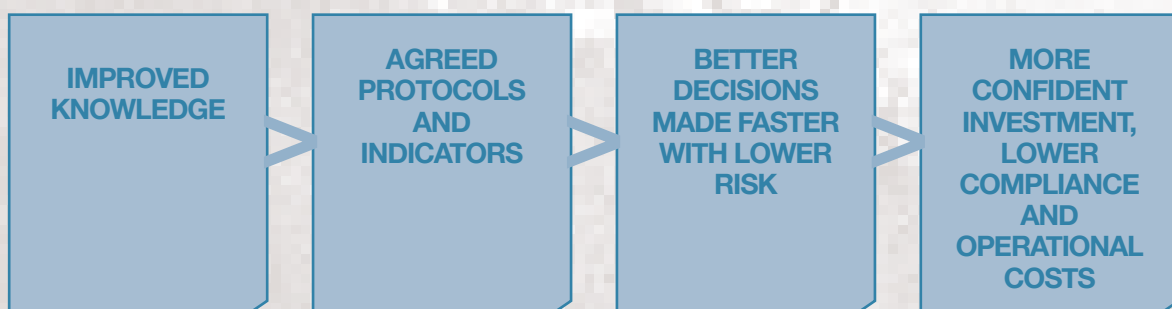 IMPROVED
KNOWLEDGE
>
AGREED
PROTOCOLS
AND
INDICATORS
>
BETTER
DECISIONS
MADE FASTER
WITH LOWER
RISK
>
MORE
CONFIDENT
INVESTMENT,
LOWER
COMPLIANCE
AND
OPERATIONAL
COSTS